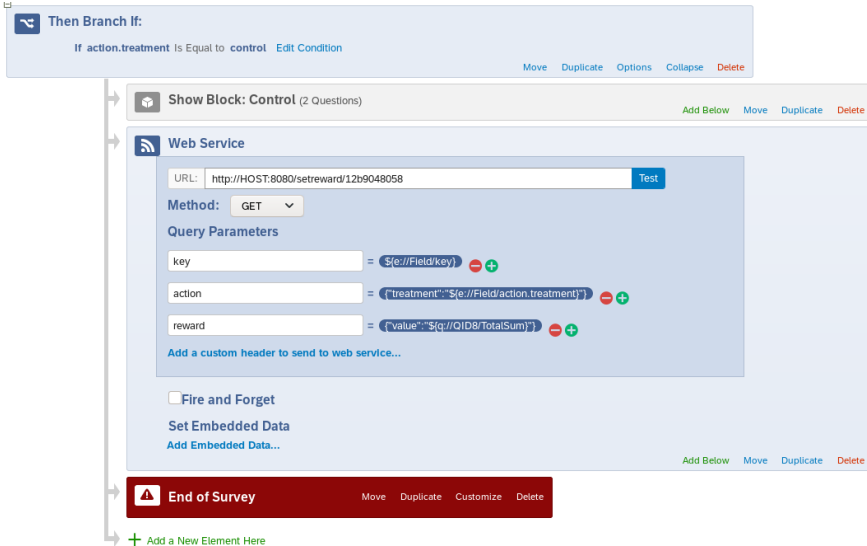 Then Branch If:
If action.treatment Is Equal to control Edit Condition
Move Duplicate Options Collapse Delete
Show Block: Control (2 Questions)
Add Below Move Duplicate Delete
Web Service
URL: http://HOST:8080/setreward/12b9048058 Test
Method: GET
Query Parameters
key = ${e://Field/key}
action = {"treatment":"${e://Field/action.treatment}"}
reward = {"value":"${q://QID8/TotalSum}"}
Add a custom header to send to web service...
Fire and Forget
Set Embedded Data
Add Embedded Data...
Add Below Move Duplicate Delete
End of Survey Move Duplicate Customize Delete
Add a New Element Here